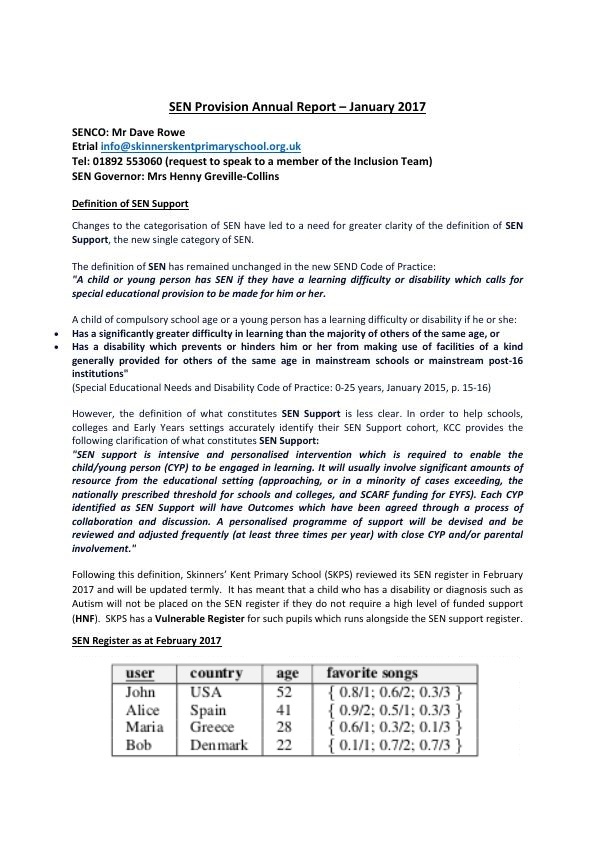 SEN Provision Annual Report – January 2017
SENCO: Mr Dave Rowe
Etrial info@skinnerskentprimaryschool.org.uk
Tel: 01892 553060 (request to speak to a member of the Inclusion Team)
SEN Governor: Mrs Henny Greville-Collins
Definition of SEN Support
Changes to the categorisation of SEN have led to a need for greater clarity of the definition of SEN
Support, the new single category of SEN.
The definition of SEN has remained unchanged in the new SEND Code of Practice:
"A child or young person has SEN if they have a learning difficulty or disability which calls for
special educational provision to be made for him or her.
A child of compulsory school age or a young person has a learning difficulty or disability if he or she:
• Has a significantly greater difficulty in learning than the majority of others of the same age, or
• Has a disability which prevents or hinders him or her from making use of facilities of a kind
generally provided for others of the same age in mainstream schools or mainstream post-16
institutions"
(Special Educational Needs and Disability Code of Practice: 0-25 years, January 2015, p. 15-16)
However, the definition of what constitutes SEN Support is less clear. In order to help schools,
colleges and Early Years settings accurately identify their SEN Support cohort, KCC provides the
following clarification of what constitutes SEN Support:
"SEN support is intensive and personalised intervention which is required to enable the
child/young person (CYP) to be engaged in learning. It will usually involve significant amounts of
resource from the educational setting (approaching, or in a minority of cases exceeding, the
nationally prescribed threshold for schools and colleges, and SCARF funding for EYFS). Each CYP
identified as SEN Support will have Outcomes which have been agreed through a process of
collaboration and discussion. A personalised programme of support will be devised and be
reviewed and adjusted frequently (at least three times per year) with close CYP and/or parental
involvement."
Following this definition, Skinners' Kent Primary School (SKPS) reviewed its SEN register in February
2017 and will be updated termly. It has meant that a child who has a disability or diagnosis such as
Autism will not be placed on the SEN register if they do not require a high level of funded support
(HNF). SKPS has a Vulnerable Register for such pupils which runs alongside the SEN support register.
SEN Register as at February 2017
user country age favorite songs
John USA 52 { 0.8/1; 0.6/2; 0.3/3 }
Alice Spain 41 { 0.9/2; 0.5/1; 0.3/3 }
Maria Greece 28 { 0.6/1; 0.3/2; 0.1/3 }
Bob Denmark 22 { 0.1/1; 0.7/2; 0.7/3 }